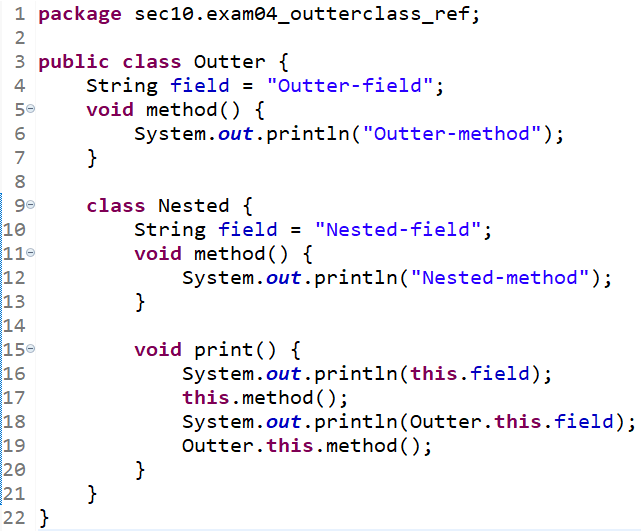 1 package sec10.exam04_outterclass_ref;
2
3 public class Outter {
4     String field = "Outter-field";
5     void method() {
6         System.out.println("Outter-method");
7     }
8
9     class Nested {
10         String field = "Nested-field";
11         void method() {
12             System.out.println("Nested-method");
13         }
14
15         void print() {
16             System.out.println(this.field);
17             this.method();
18             System.out.println(Outter.this.field);
19             Outter.this.method();
20         }
21     }
22 }